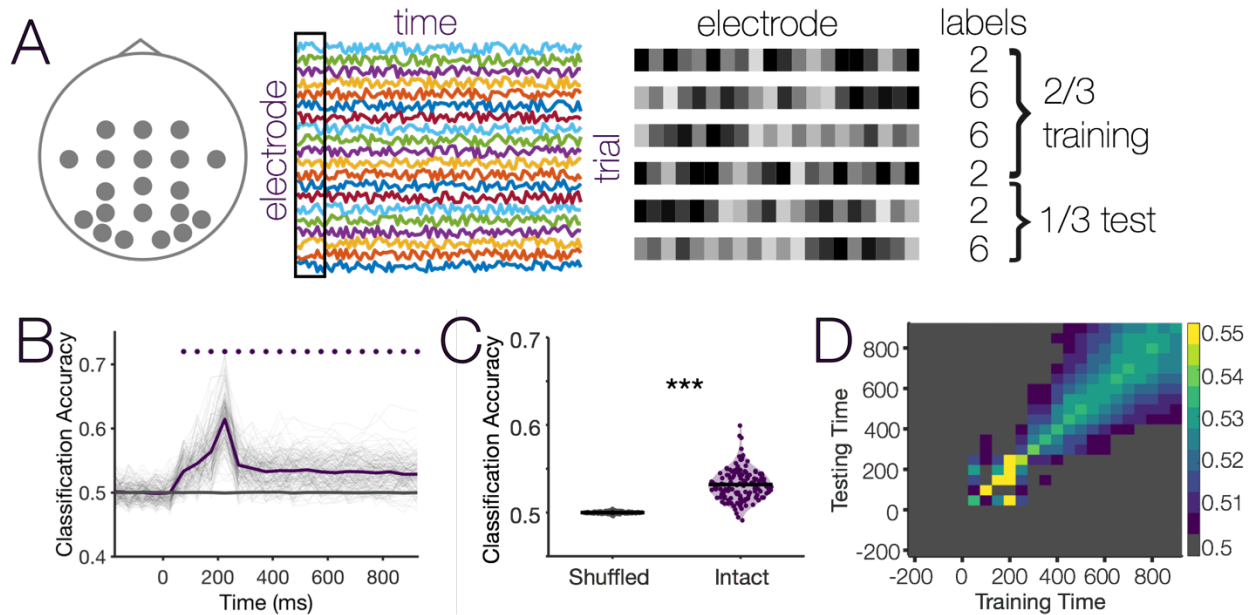 A
time
electrode
electrode
labels
trial
2
6
6
2
2
6
2/3
training
1/3 test
B
Classification Accuracy
0.7
0.6
0.5
0.4
0 200 400 600 800
Time (ms)
C
Classification Accuracy
0.7
0.6
0.5
***
Shuffled Intact
D
Testing Time
800
600
400
200
0
-200
-200 0 200 400 600 800
Training Time
0.55
0.54
0.53
0.52
0.51
0.5